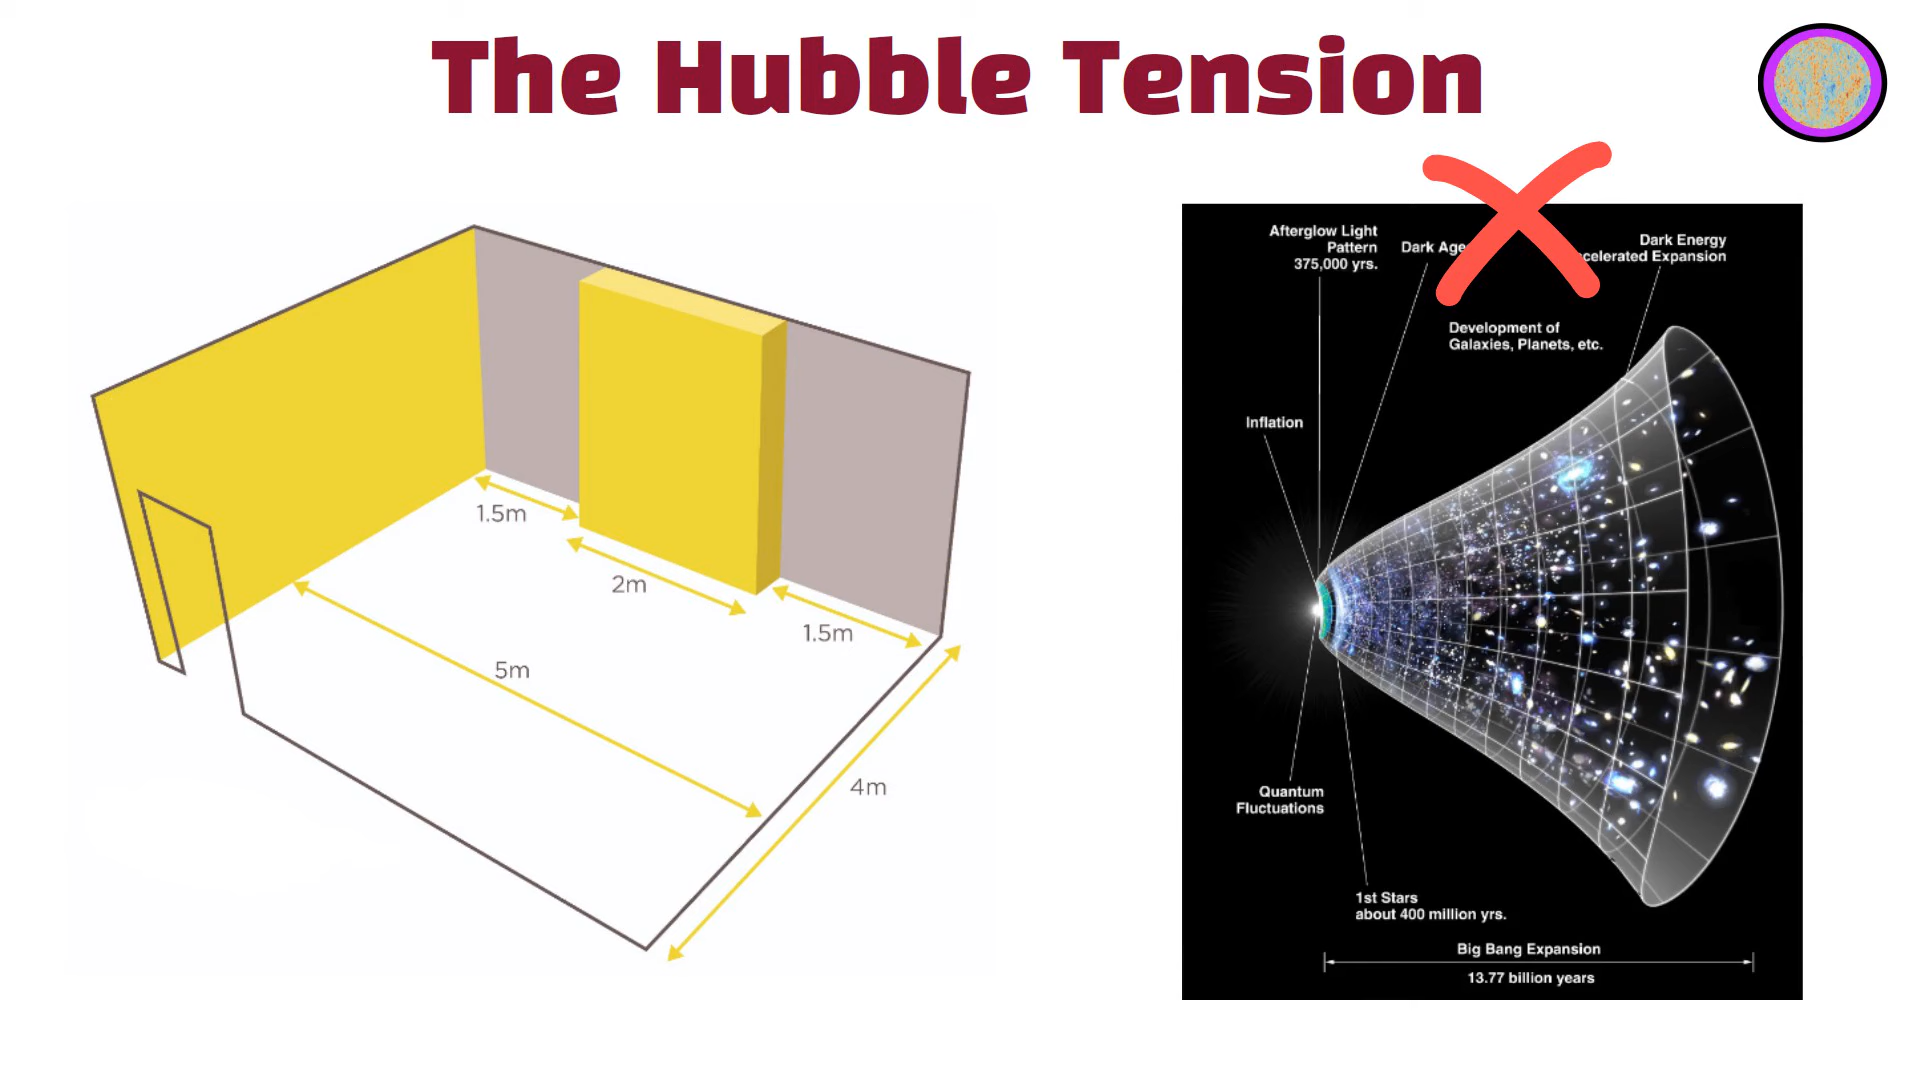 The Hubble Tension
1.5m
2m
1.5m
5m
4m
Afterglow Light
Pattern
375,000 yrs.
Dark Age
Dark Energy
celerated Expansion
Development of
Galaxies, Planets, etc.
Inflation
Quantum
Fluctuations
1st Stars
about 400 million yrs.
Big Bang Expansion
13.77 billion years